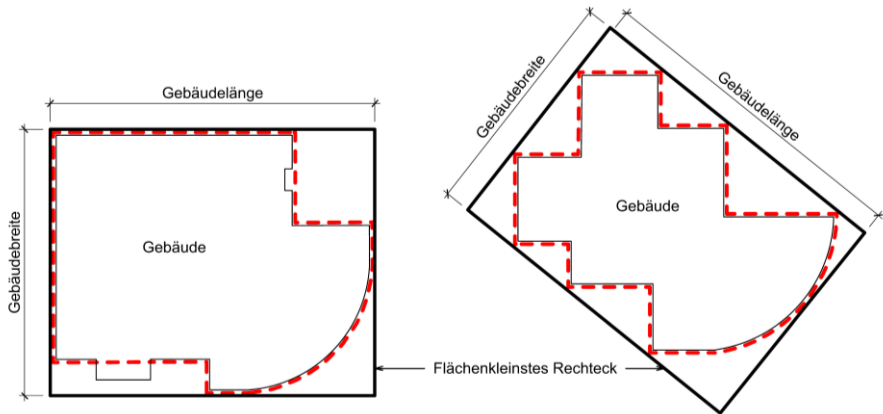 Gebäudelänge
Gebäudebreite
Gebäude
Gebäudebreite
Gebäudelänge
Gebäude
Flächenkleinstes Rechteck